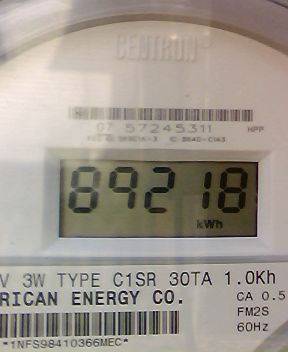 CENTRON
07 57245311 HPP
89218
kWh
V 3W TYPE C1SR 30TA 1.0Kh
RICAN ENERGY CO. CA 0.5
FM2S
60Hz
*1NFS98410366MEC*